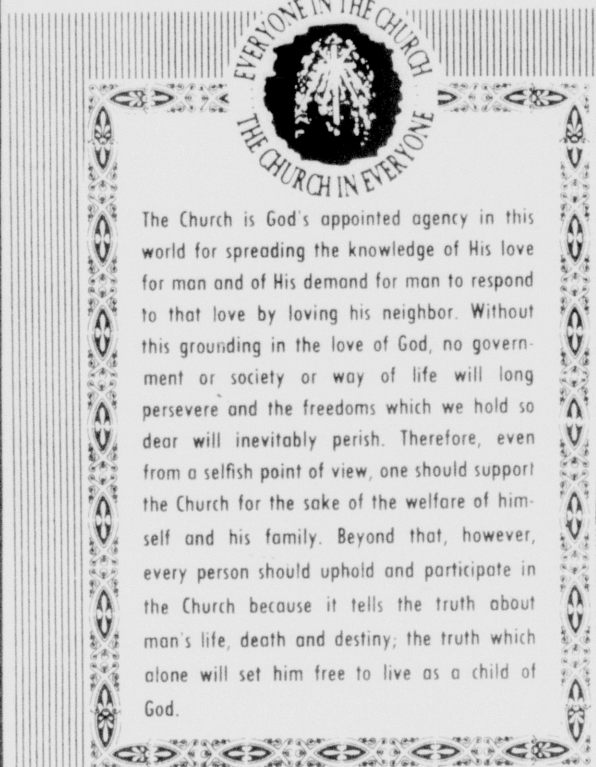 EVERYONE IN THE CHURCH
THE CHURCH IN EVERYONE
The Church is God's appointed agency in this
world for spreading the knowledge of His love
for man and of His demand for man to respond
to that love by loving his neighbor. Without
this grounding in the love of God, no govern-
ment or society or way of life will long
persevere and the freedoms which we hold so
dear will inevitably perish. Therefore, even
from a selfish point of view, one should support
the Church for the sake of the welfare of him-
self and his family. Beyond that, however,
every person should uphold and participate in
the Church because it tells the truth about
man's life, death and destiny; the truth which
alone will set him free to live as a child of
God.